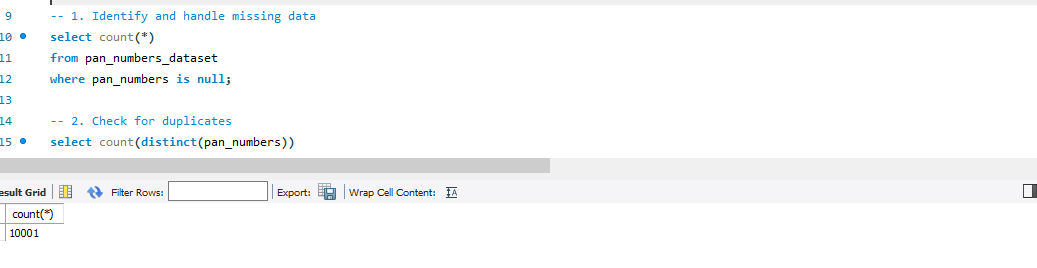 9 -- 1. Identify and handle missing data
10 select count(*)
11 from pan_numbers_dataset
12 where pan_numbers is null;
13
14 -- 2. Check for duplicates
15 select count(distinct(pan_numbers))
esult Grid Filter Rows: Export: Wrap Cell Content: IA
count(*)
10001